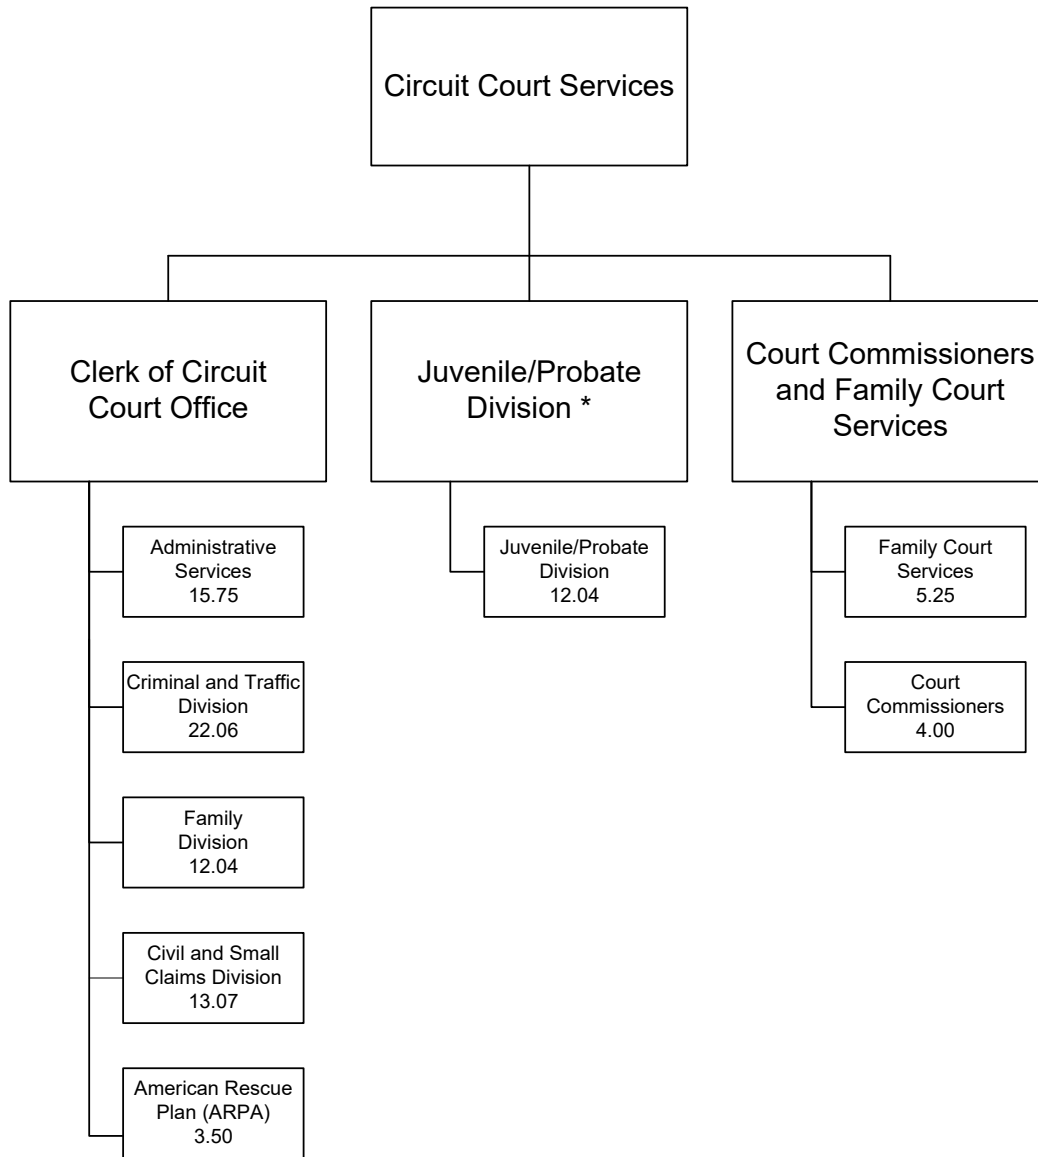 Circuit Court Services
Clerk of Circuit
Court Office
Juvenile/Probate
Division *
Court Commissioners
and Family Court
Services
Administrative
Services
15.75
Criminal and Traffic
Division
22.06
Family
Division
12.04
Civil and Small
Claims Division
13.07
American Rescue
Plan (ARPA)
3.50
Juvenile/Probate
Division
12.04
Family Court
Services
5.25
Court
Commissioners
4.00